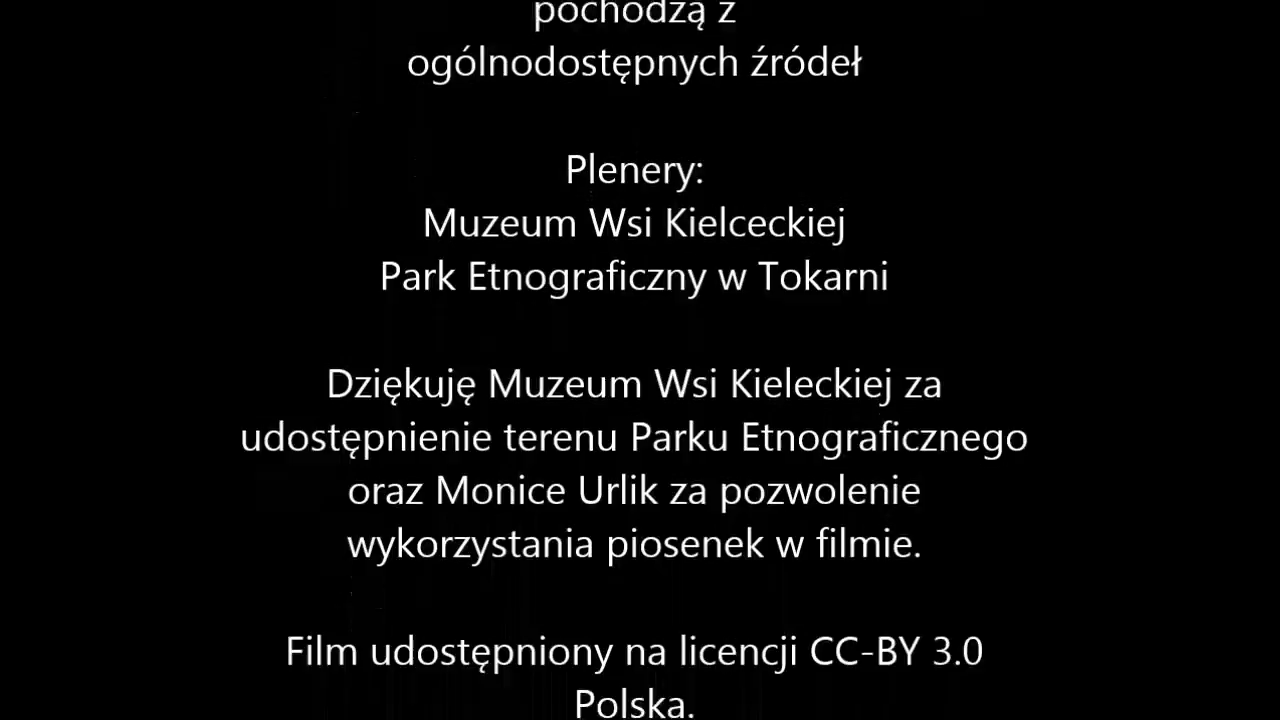 pochodzą z
ogólnodostępnych źródeł
Plenery:
Muzeum Wsi Kielceckiej
Park Etnograficzny w Tokarni
Dziękuję Muzeum Wsi Kieleckiej za
udostępnienie terenu Parku Etnograficznego
oraz Monice Urlik za pozwolenie
wykorzystania piosenek w filmie.
Film udostępniony na licencji CC-BY 3.0
Polska.